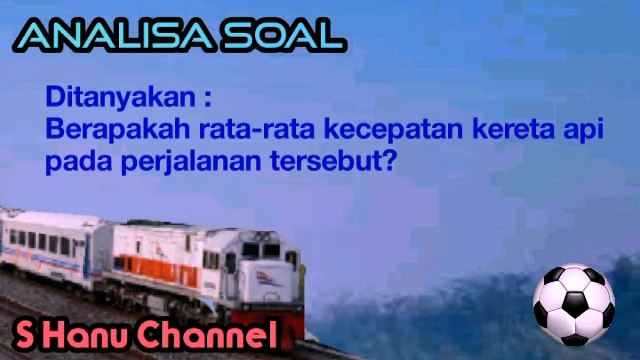 ANALISA SOAL
Ditanyakan :
Berapakah rata-rata kecepatan kereta api
pada perjalanan tersebut?
S Hanu Channel